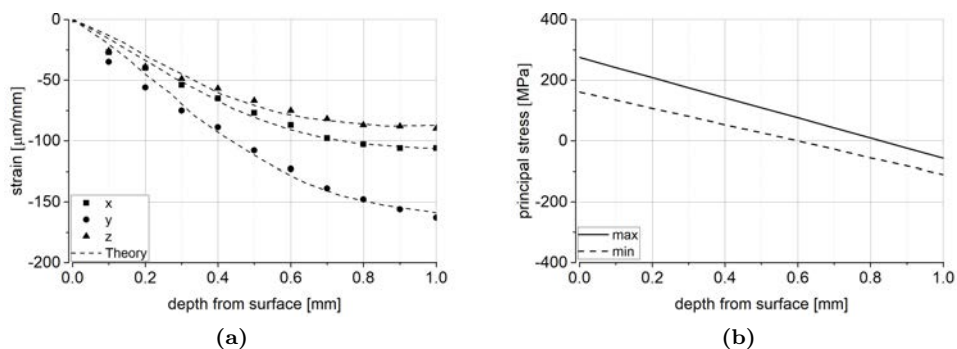 0
-50
-100
-150
-200
strain [μm/mm]
x
y
z
Theory
0.0 0.2 0.4 0.6 0.8 1.0
depth from surface [mm]
(a)
400
200
0
-200
-400
principal stress [MPa]
max
min
0.0 0.2 0.4 0.6 0.8 1.0
depth from surface [mm]
(b)